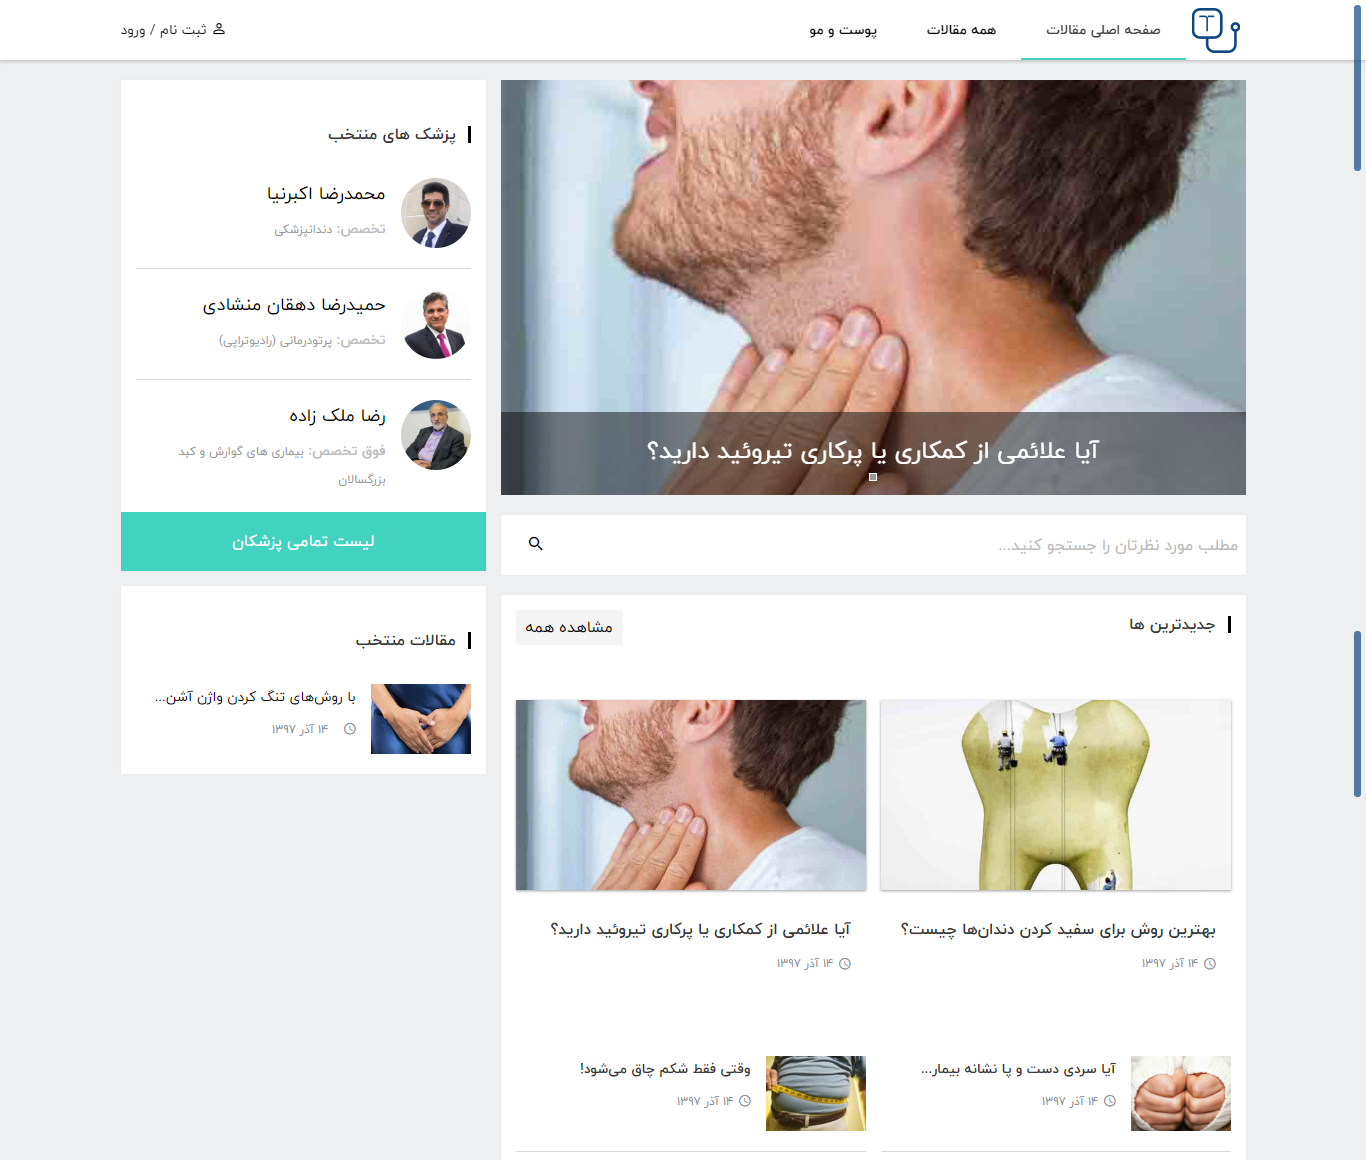 T
صفحه اصلی مقالات
همه مقالات
پوست و مو
ثبت نام / ورود
آیا علائمی از کمکاری یا پرکاری تیروئید دارید؟
مطلب مورد نظرتان را جستجو کنید...
جدیدترین ها
مشاهده همه
بهترین روش برای سفید کردن دندان‌ها چیست؟
۱۴ آذر ۱۳۹۷
آیا علائمی از کمکاری یا پرکاری تیروئید دارید؟
۱۴ آذر ۱۳۹۷
آیا سردی دست و پا نشانه بیمار...
۱۴ آذر ۱۳۹۷
وقتی فقط شکم چاق می‌شود!
۱۴ آذر ۱۳۹۷
پزشک های منتخب
محمدرضا اکبرنیا
تخصص: دندانپزشکی
حمیدرضا دهقان منشادی
تخصص: پرتودرمانی (رادیوتراپی)
رضا ملک زاده
فوق تخصص: بیماری های گوارش و کبد
بزرگسالان
لیست تمامی پزشکان
مقالات منتخب
با روش‌های تنگ کردن واژن آشن...
۱۴ آذر ۱۳۹۷